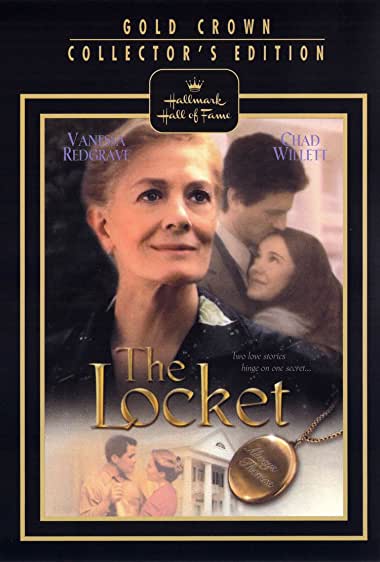 GOLD CROWN
COLLECTOR'S EDITION
Hallmark
Hall of Fame
VANESSA
REDGRAVE
CHAD
WILLETT
Two love stories
hinge on one secret...
The
Locket
Always
Thomas